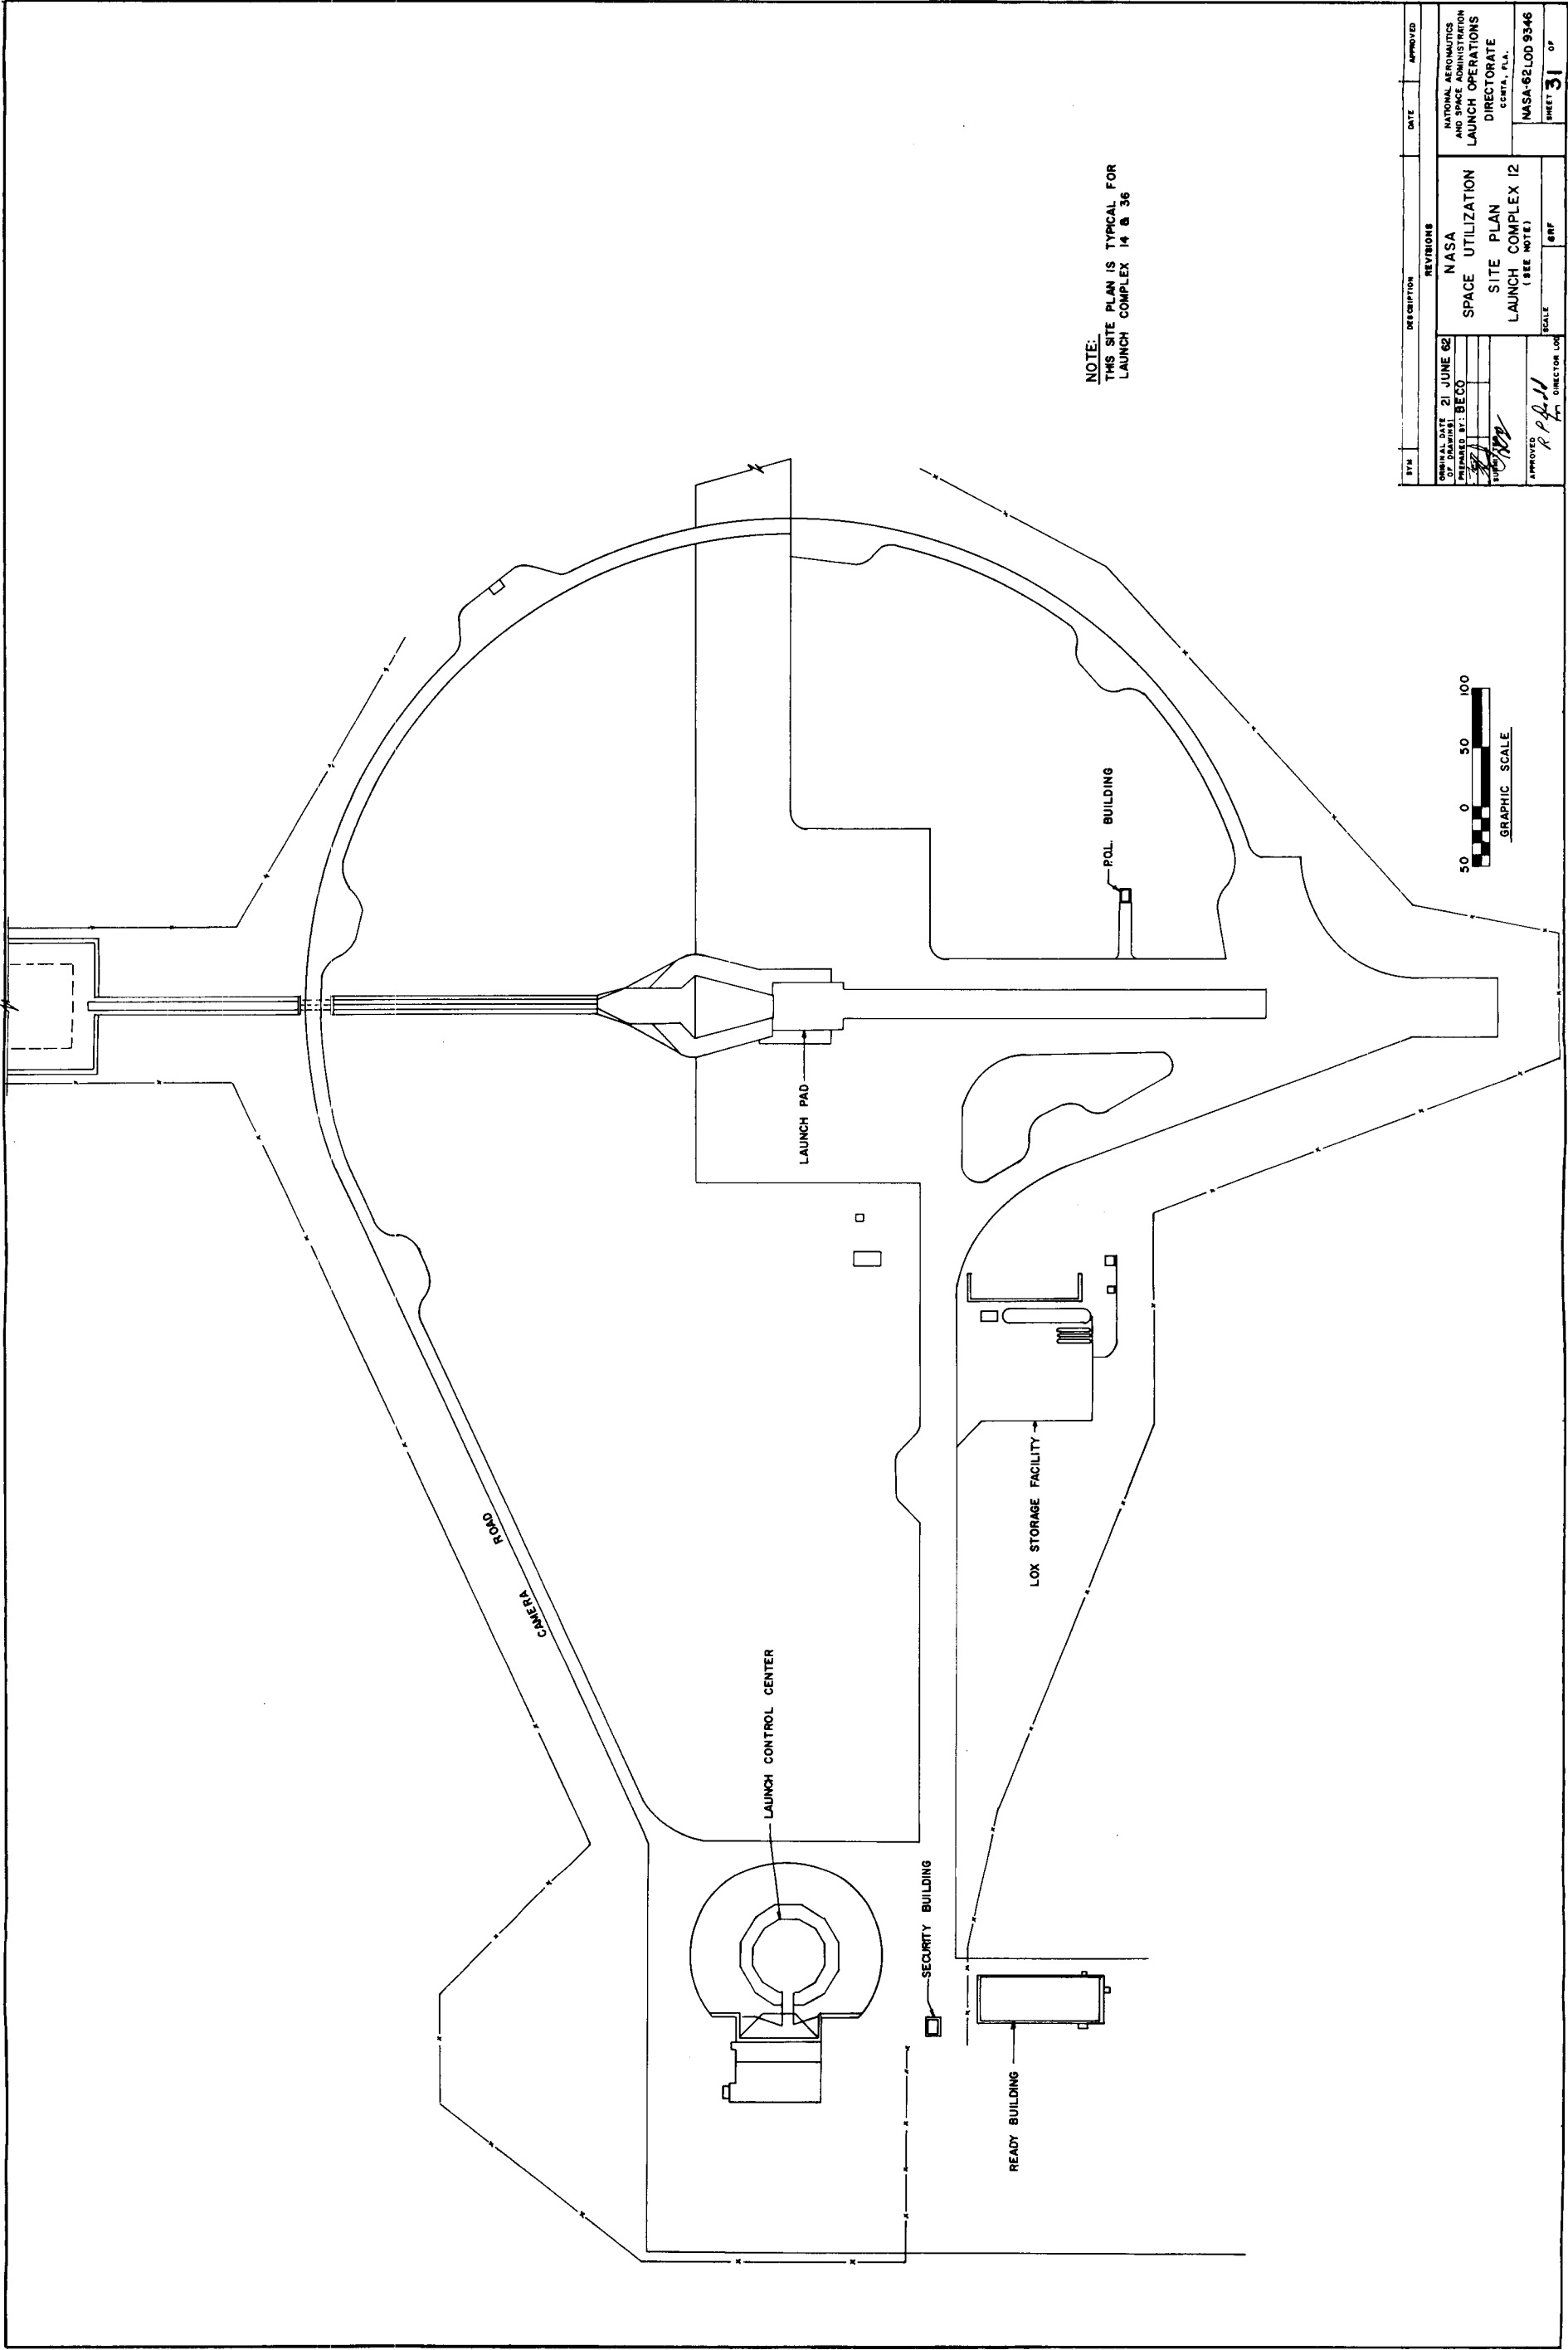 CAMERA ROAD
LAUNCH CONTROL CENTER
SECURITY BUILDING
READY BUILDING
LOX STORAGE FACILITY
LAUNCH PAD
P.O.L. BUILDING
NOTE:
THIS SITE PLAN IS TYPICAL FOR
LAUNCH COMPLEX 14 & 36
50 0 50 100
GRAPHIC SCALE
SYM DESCRIPTION DATE APPROVED
REVISIONS
ORIGINAL DATE
OF DRAWING: 21 JUNE 62
PREPARED BY: BECO
SUBMITTED
APPROVED
DIRECTOR LOD
NASA
SPACE UTILIZATION
SITE PLAN
LAUNCH COMPLEX 12
(SEE NOTE)
SCALE
NATIONAL AERONAUTICS
AND SPACE ADMINISTRATION
LAUNCH OPERATIONS
DIRECTORATE
CCMTA, FLA.
NASA-62LOD 9346
SHEET 31 OF